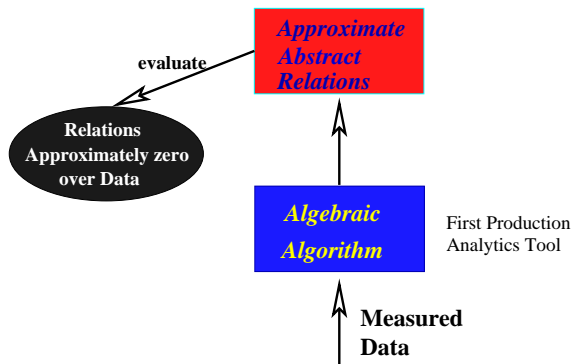 Approximate
Abstract
Relations
evaluate
Relations
Approximately zero
over Data
Algebraic
Algorithm
First Production
Analytics Tool
Measured
Data